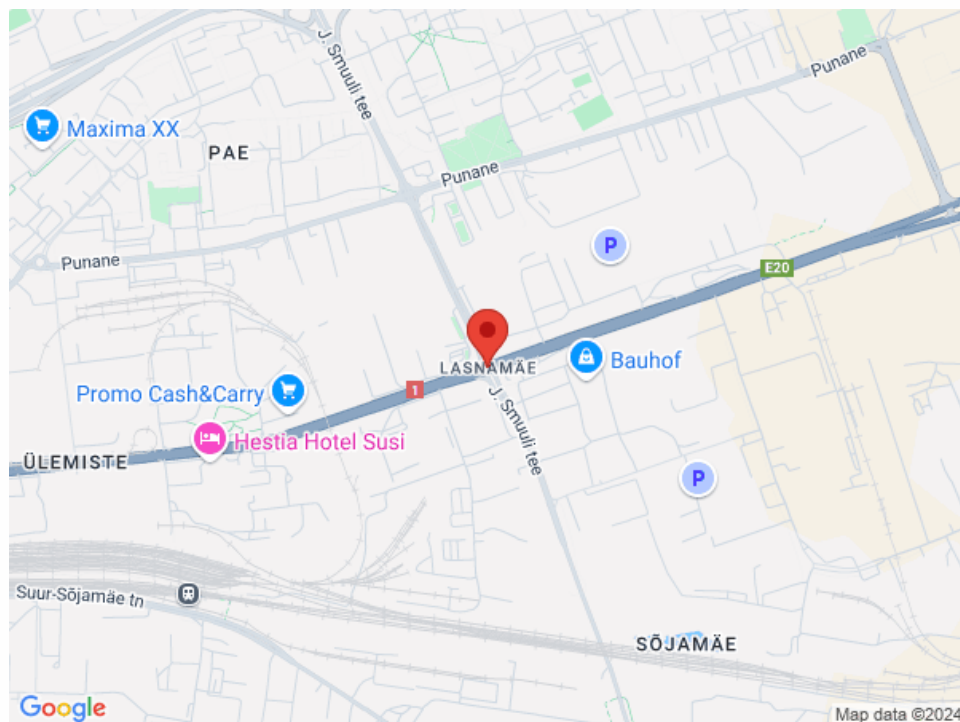 J. Smuuli tee
Punane
Maxima XX
PAE
Punane
P
Punane
E20
LASNAMÄE
Bauhof
1
Promo Cash&Carry
J. Smuuli tee
Hestia Hotel Susi
ÜLEMISTE
P
Suur-Sõjamäe tn
SÕJAMÄE
Google
Map data ©2024